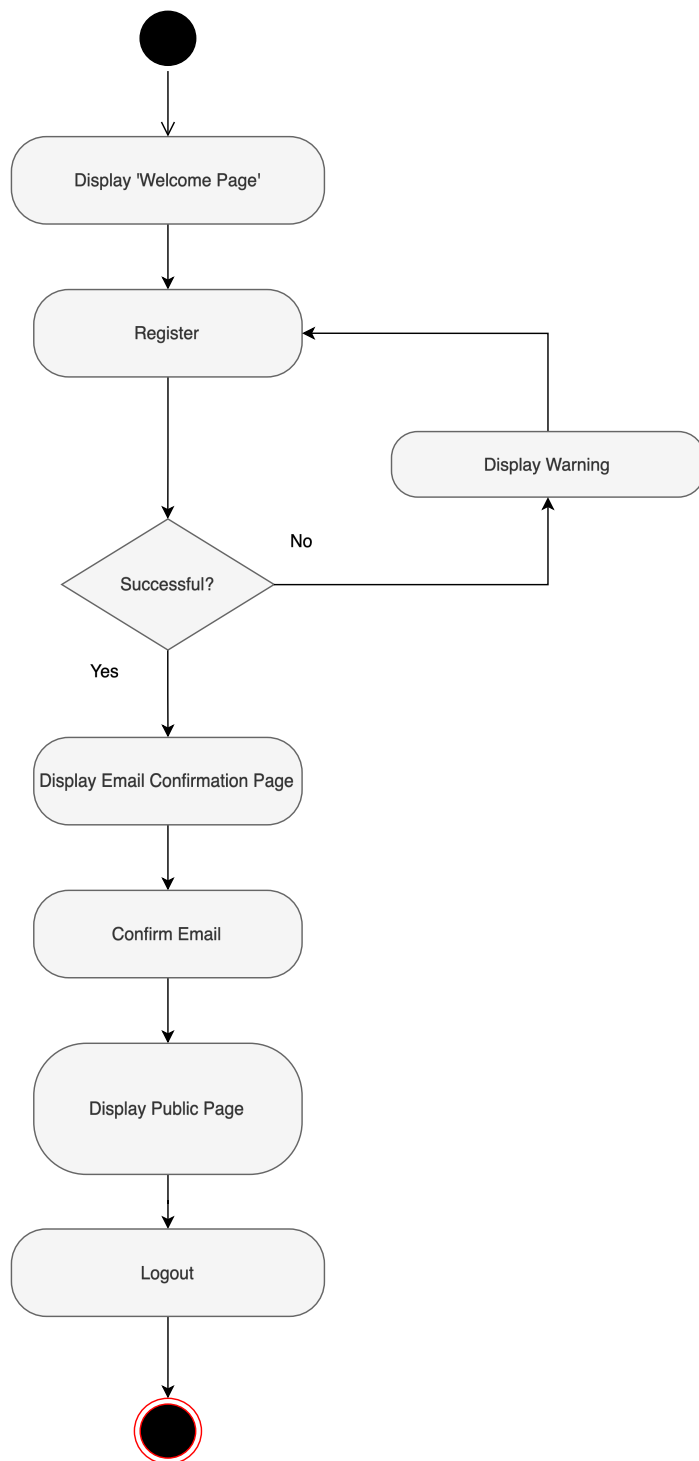 Display 'Welcome Page'
Register
Display Warning
No
Successful?
Yes
Display Email Confirmation Page
Confirm Email
Display Public Page
Logout